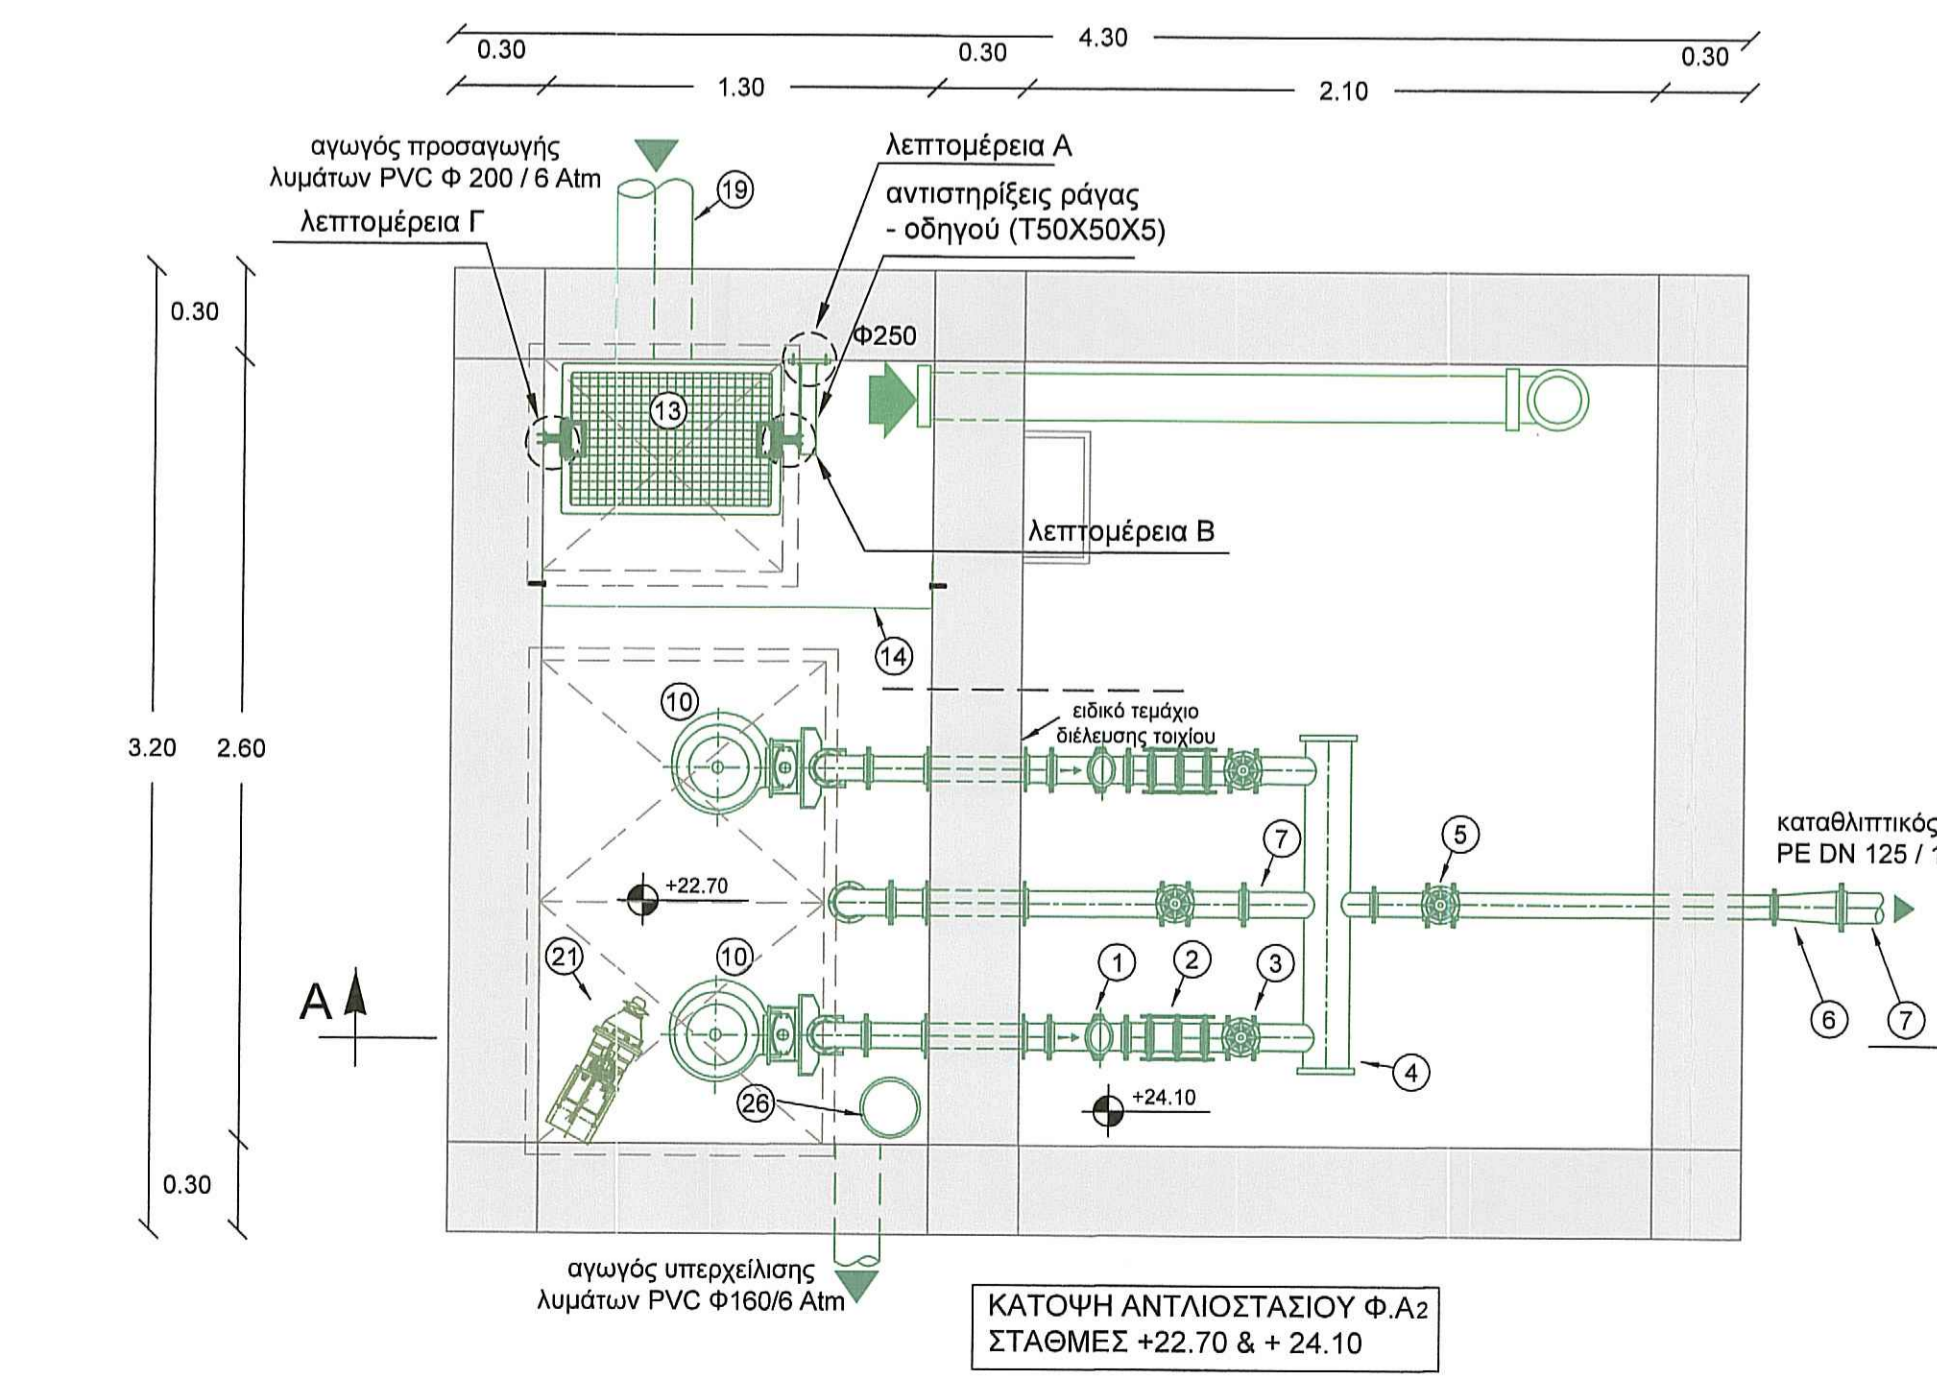 4.30
0.30
0.30
0.30
1.30
2.10
αγωγός προσαγωγής
λυμάτων PVC Φ 200 / 6 Atm
19
λεπτομέρεια Γ
λεπτομέρεια Α
αντιστηρίξεις ράγας
- οδηγού (Τ50Χ50Χ5)
0.30
Φ250
13
λεπτομέρεια Β
14
10
ειδικό τεμάχιο
διέλευσης τοιχίου
3.20
2.60
7
5
καταθλιπτικός
PE DN 125 / 1
+22.70
21
10
1
2
3
Α
6
7
4
26
+24.10
0.30
αγωγός υπερχείλισης
λυμάτων PVC Φ160/6 Atm
ΚΑΤΟΨΗ ΑΝΤΛΙΟΣΤΑΣΙΟΥ Φ.Α2
ΣΤΑΘΜΕΣ +22.70 & + 24.10